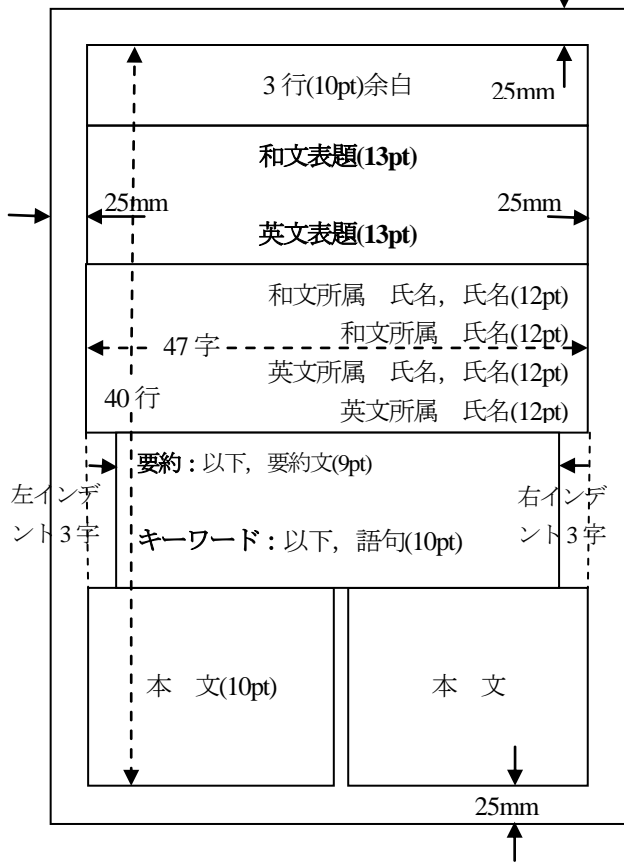 3 行(10pt)余白
25mm
和文表題(13pt)
25mm
25mm
英文表題(13pt)
和文所属　氏名，氏名(12pt)
和文所属　氏名(12pt)
47 字
英文所属　氏名，氏名(12pt)
40 行
英文所属　氏名(12pt)
要約：以下，要約文(9pt)
左インデ
ント 3 字
右インデ
ント 3 字
キーワード：以下，語句(10pt)
本　文(10pt)
本　文
25mm